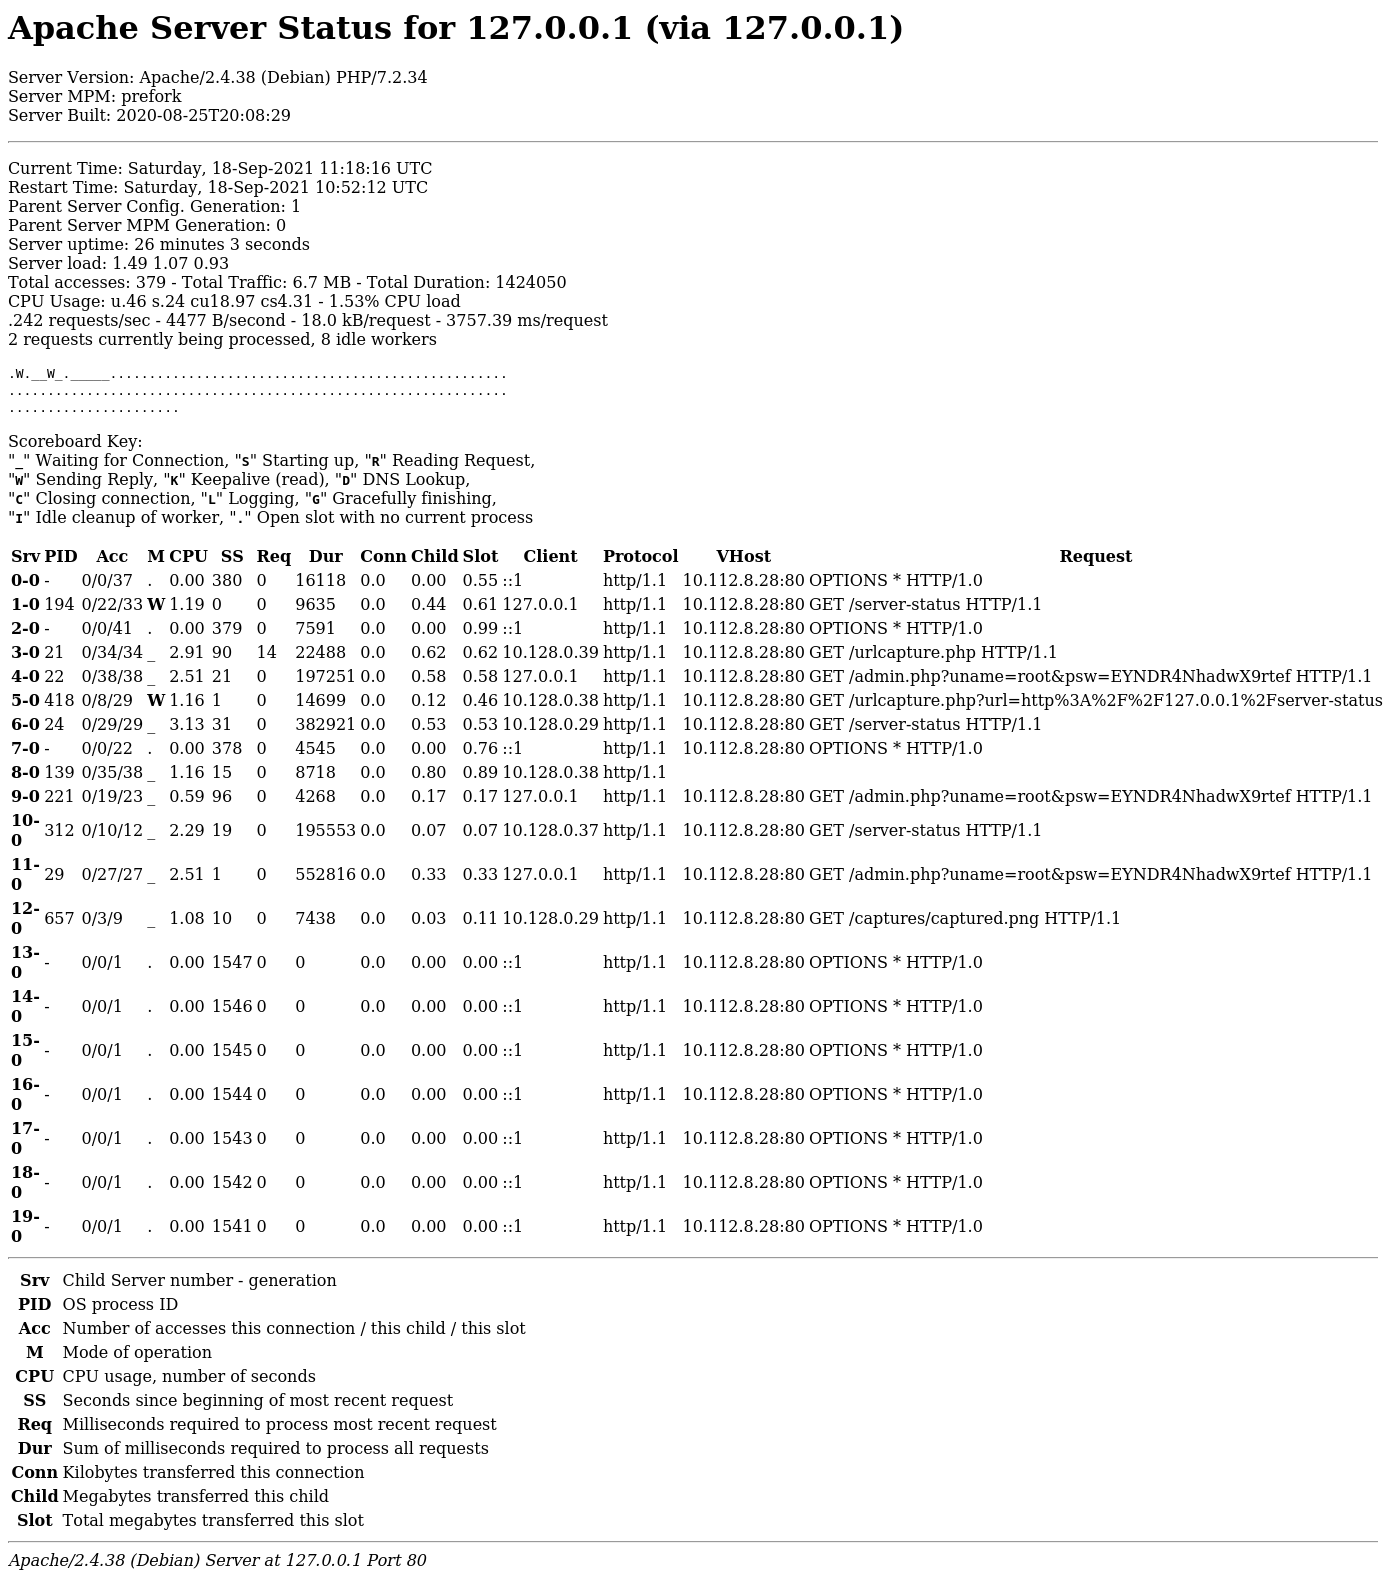 Apache Server Status for 127.0.0.1 (via 127.0.0.1)
Server Version: Apache/2.4.38 (Debian) PHP/7.2.34
Server MPM: prefork
Server Built: 2020-08-25T20:08:29
Current Time: Saturday, 18-Sep-2021 11:18:16 UTC
Restart Time: Saturday, 18-Sep-2021 10:52:12 UTC
Parent Server Config. Generation: 1
Parent Server MPM Generation: 0
Server uptime: 26 minutes 3 seconds
Server load: 1.49 1.07 0.93
Total accesses: 379 - Total Traffic: 6.7 MB - Total Duration: 1424050
CPU Usage: u.46 s.24 cu18.97 cs4.31 - 1.53% CPU load
.242 requests/sec - 4477 B/second - 18.0 kB/request - 3757.39 ms/request
2 requests currently being processed, 8 idle workers
.W.__W_._____...................................................
................................................................
......................
Scoreboard Key:
"_" Waiting for Connection, "S" Starting up, "R" Reading Request,
"W" Sending Reply, "K" Keepalive (read), "D" DNS Lookup,
"C" Closing connection, "L" Logging, "G" Gracefully finishing,
"I" Idle cleanup of worker, "." Open slot with no current process
Srv PID Acc M CPU SS Req Dur Conn Child Slot Client Protocol VHost Request
0-0 - 0/0/37 . 0.00 380 0 16118 0.0 0.00 0.55 ::1 http/1.1 10.112.8.28:80 OPTIONS * HTTP/1.0
1-0 194 0/22/33 W 1.19 0 0 9635 0.0 0.44 0.61 127.0.0.1 http/1.1 10.112.8.28:80 GET /server-status HTTP/1.1
2-0 - 0/0/41 . 0.00 379 0 7591 0.0 0.00 0.99 ::1 http/1.1 10.112.8.28:80 OPTIONS * HTTP/1.0
3-0 21 0/34/34 _ 2.91 90 14 22488 0.0 0.62 0.62 10.128.0.39 http/1.1 10.112.8.28:80 GET /urlcapture.php HTTP/1.1
4-0 22 0/38/38 _ 2.51 21 0 197251 0.0 0.58 0.58 127.0.0.1 http/1.1 10.112.8.28:80 GET /admin.php?uname=root&psw=EYNDR4NhadwX9rtef HTTP/1.1
5-0 418 0/8/29 W 1.16 1 0 14699 0.0 0.12 0.46 10.128.0.38 http/1.1 10.112.8.28:80 GET /urlcapture.php?url=http%3A%2F%2F127.0.0.1%2Fserver-status
6-0 24 0/29/29 _ 3.13 31 0 382921 0.0 0.53 0.53 10.128.0.29 http/1.1 10.112.8.28:80 GET /server-status HTTP/1.1
7-0 - 0/0/22 . 0.00 378 0 4545 0.0 0.00 0.76 ::1 http/1.1 10.112.8.28:80 OPTIONS * HTTP/1.0
8-0 139 0/35/38 _ 1.16 15 0 8718 0.0 0.80 0.89 10.128.0.38 http/1.1
9-0 221 0/19/23 _ 0.59 96 0 4268 0.0 0.17 0.17 127.0.0.1 http/1.1 10.112.8.28:80 GET /admin.php?uname=root&psw=EYNDR4NhadwX9rtef HTTP/1.1
10-0 312 0/10/12 _ 2.29 19 0 195553 0.0 0.07 0.07 10.128.0.37 http/1.1 10.112.8.28:80 GET /server-status HTTP/1.1
11-0 29 0/27/27 _ 2.51 1 0 552816 0.0 0.33 0.33 127.0.0.1 http/1.1 10.112.8.28:80 GET /admin.php?uname=root&psw=EYNDR4NhadwX9rtef HTTP/1.1
12-0 657 0/3/9 _ 1.08 10 0 7438 0.0 0.03 0.11 10.128.0.29 http/1.1 10.112.8.28:80 GET /captures/captured.png HTTP/1.1
13-0 - 0/0/1 . 0.00 1547 0 0 0.0 0.00 0.00 ::1 http/1.1 10.112.8.28:80 OPTIONS * HTTP/1.0
14-0 - 0/0/1 . 0.00 1546 0 0 0.0 0.00 0.00 ::1 http/1.1 10.112.8.28:80 OPTIONS * HTTP/1.0
15-0 - 0/0/1 . 0.00 1545 0 0 0.0 0.00 0.00 ::1 http/1.1 10.112.8.28:80 OPTIONS * HTTP/1.0
16-0 - 0/0/1 . 0.00 1544 0 0 0.0 0.00 0.00 ::1 http/1.1 10.112.8.28:80 OPTIONS * HTTP/1.0
17-0 - 0/0/1 . 0.00 1543 0 0 0.0 0.00 0.00 ::1 http/1.1 10.112.8.28:80 OPTIONS * HTTP/1.0
18-0 - 0/0/1 . 0.00 1542 0 0 0.0 0.00 0.00 ::1 http/1.1 10.112.8.28:80 OPTIONS * HTTP/1.0
19-0 - 0/0/1 . 0.00 1541 0 0 0.0 0.00 0.00 ::1 http/1.1 10.112.8.28:80 OPTIONS * HTTP/1.0
Srv Child Server number - generation
PID OS process ID
Acc Number of accesses this connection / this child / this slot
M Mode of operation
CPU CPU usage, number of seconds
SS Seconds since beginning of most recent request
Req Milliseconds required to process most recent request
Dur Sum of milliseconds required to process all requests
Conn Kilobytes transferred this connection
Child Megabytes transferred this child
Slot Total megabytes transferred this slot
Apache/2.4.38 (Debian) Server at 127.0.0.1 Port 80